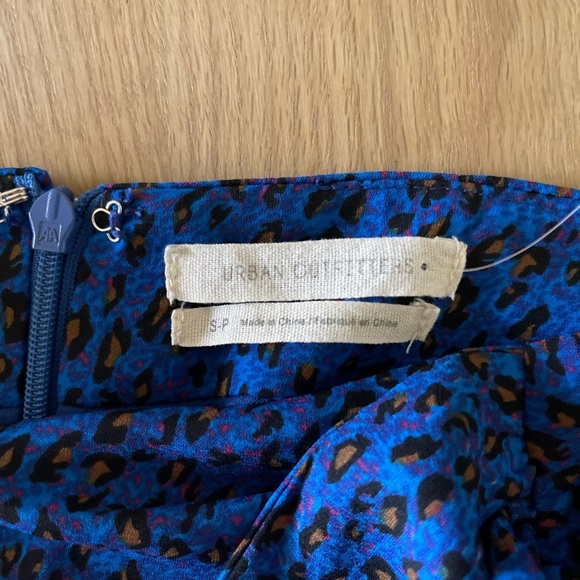 URBAN OUTFITTERS
S-P Made in China / Fabriqué en Chine